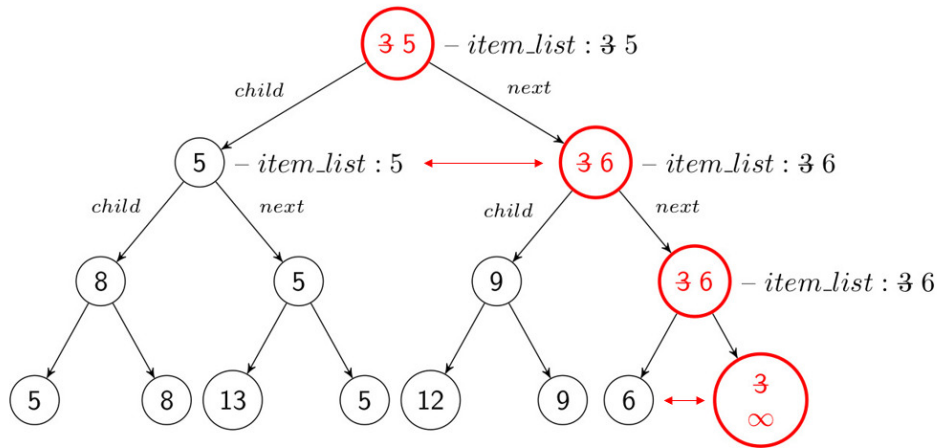 3 5 – item_list : 3 5
child next
5 – item_list : 5 3 6 – item_list : 3 6
child next child next
8 5 9 3 6 – item_list : 3 6
5 8 13 5 12 9 6 3
∞